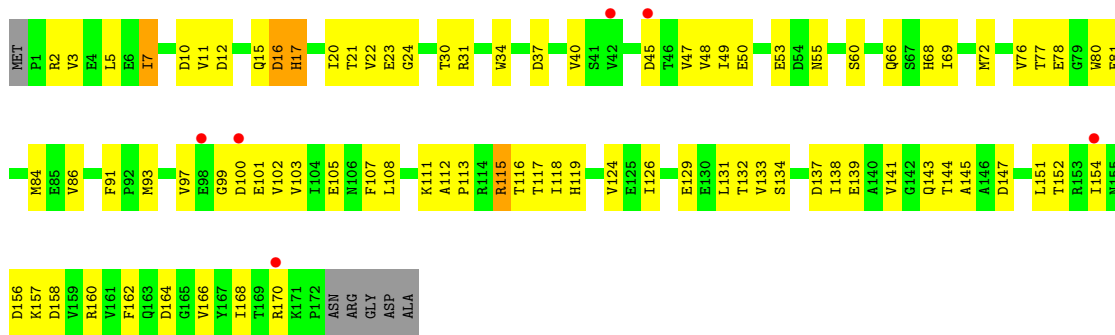 MET P1 R2 V3 E4 L5 E6 I7 D10 V11 D12 Q15 D16 H17 I20 T21 V22 E23 G24 T30 R31 W34 D37 V40 S41 V42 D45 T46 V47 V48 I49 E50 E53 D54 N55 S60 Q66 S67 H68 I69 M72 V76 T77 E78 G79 W80
M84 E85 V86 F91 P92 M93 V97 E98 G99 D100 E101 V102 V103 I104 E105 N106 F107 L108 K111 A112 P113 R114 R115 T116 T117 I118 H119 V124 E125 I126 E129 E130 L131 T132 V133 S134 D137 I138 E139 A140 V141 G142 Q143 T144 A145 A146 D147 L151 T152 R153 I154
D156 K157 D158 V159 R160 V161 F162 Q163 D164 G165 V166 Y167 I168 T169 R170 K171 P172 ASN ARG GLY ASP ALA